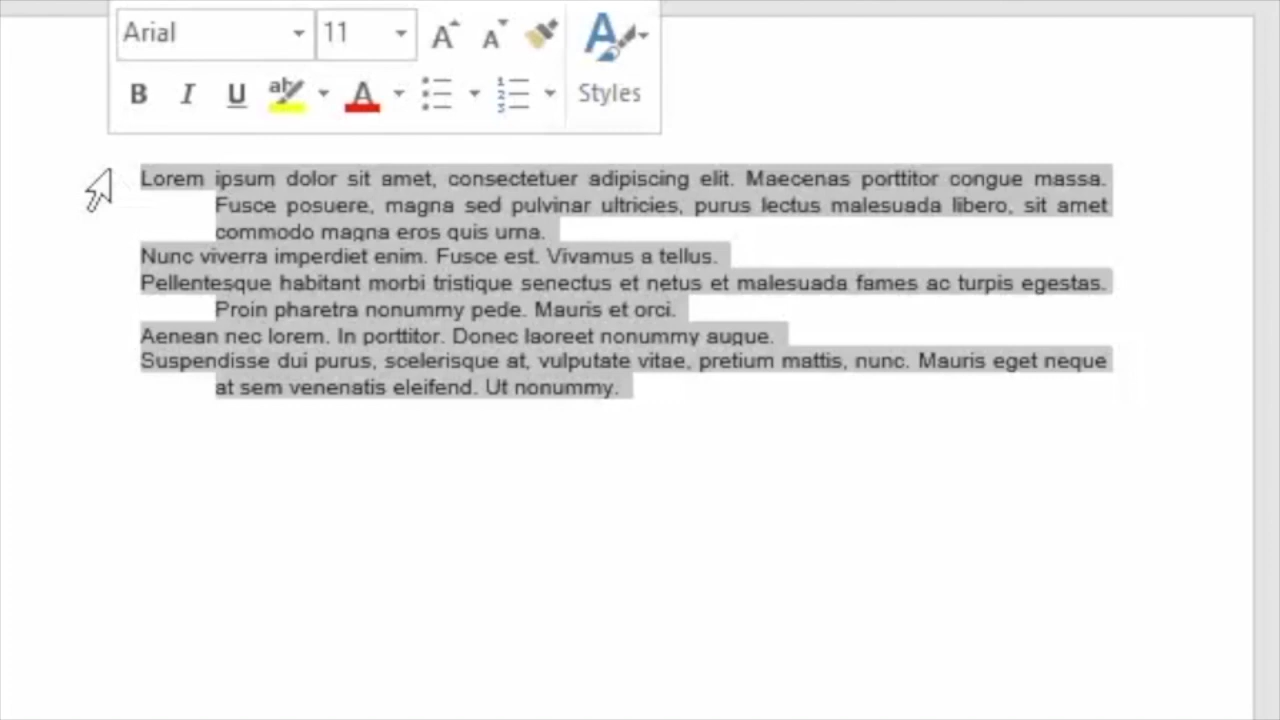 Arial 11 A A
B I U ab A 1 2 3 Styles
Lorem ipsum dolor sit amet, consectetuer adipiscing elit. Maecenas porttitor congue massa.
Fusce posuere, magna sed pulvinar ultricies, purus lectus malesuada libero, sit amet
commodo magna eros quis urna.
Nunc viverra imperdiet enim. Fusce est. Vivamus a tellus.
Pellentesque habitant morbi tristique senectus et netus et malesuada fames ac turpis egestas.
Proin pharetra nonummy pede. Mauris et orci.
Aenean nec lorem. In porttitor. Donec laoreet nonummy augue.
Suspendisse dui purus, scelerisque at, vulputate vitae, pretium mattis, nunc. Mauris eget neque
at sem venenatis eleifend. Ut nonummy.